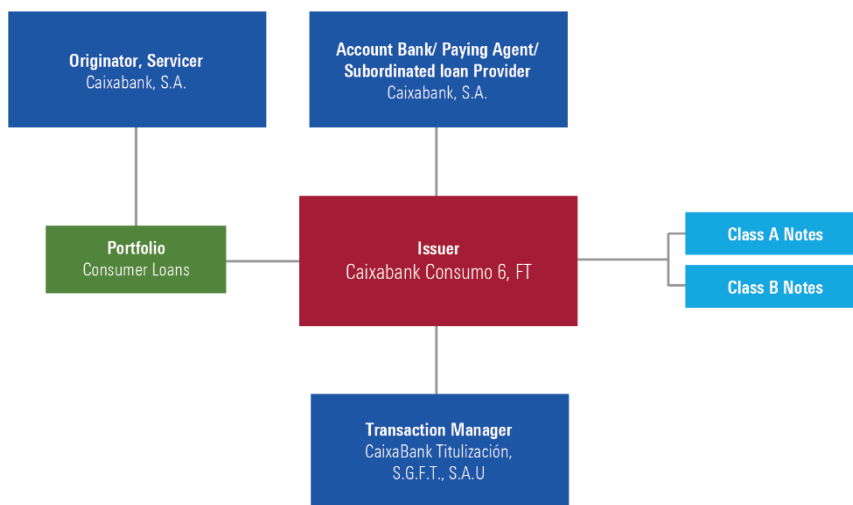 Originator, Servicer
Caixabank, S.A.
Account Bank/ Paying Agent/
Subordinated loan Provider
Caixabank, S.A.
Portfolio
Consumer Loans
Issuer
Caixabank Consumo 6, FT
Class A Notes
Class B Notes
Transaction Manager
CaixaBank Titulización,
S.G.F.T., S.A.U